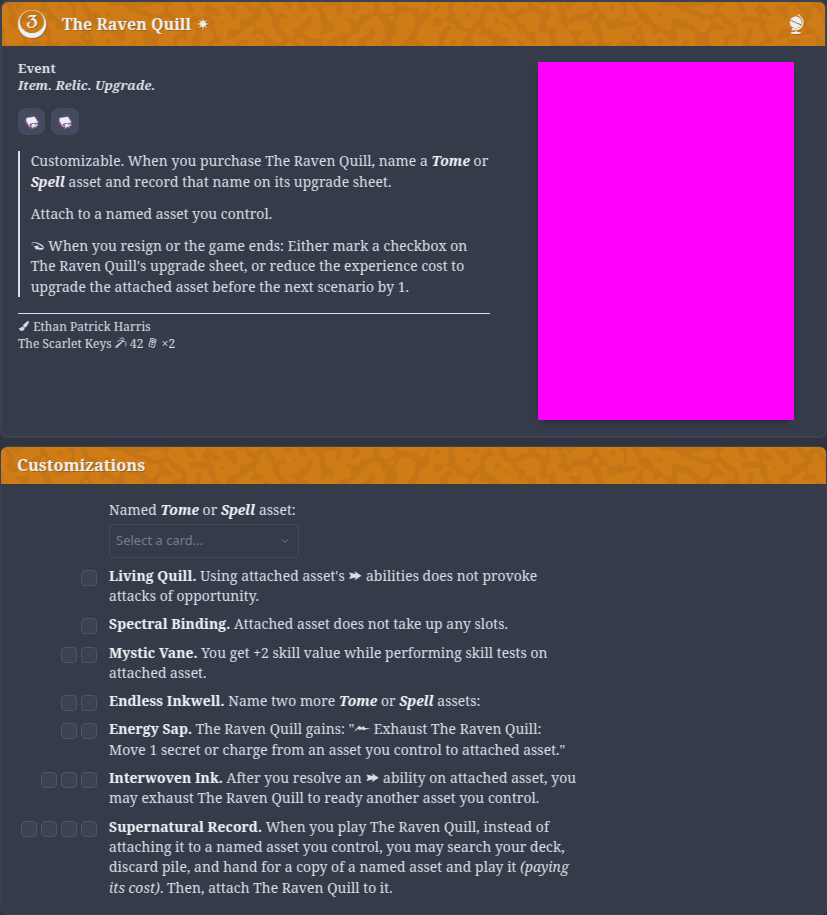 3 The Raven Quill
Event
Item. Relic. Upgrade.
Customizable. When you purchase The Raven Quill, name a Tome or
Spell asset and record that name on its upgrade sheet.
Attach to a named asset you control.
When you resign or the game ends: Either mark a checkbox on
The Raven Quill's upgrade sheet, or reduce the experience cost to
upgrade the attached asset before the next scenario by 1.
Ethan Patrick Harris
The Scarlet Keys 42 ×2
Customizations
Named Tome or Spell asset:
Select a card...
Living Quill. Using attached asset's abilities does not provoke
attacks of opportunity.
Spectral Binding. Attached asset does not take up any slots.
Mystic Vane. You get +2 skill value while performing skill tests on
attached asset.
Endless Inkwell. Name two more Tome or Spell assets:
Energy Sap. The Raven Quill gains: " Exhaust The Raven Quill:
Move 1 secret or charge from an asset you control to attached asset."
Interwoven Ink. After you resolve an ability on attached asset, you
may exhaust The Raven Quill to ready another asset you control.
Supernatural Record. When you play The Raven Quill, instead of
attaching it to a named asset you control, you may search your deck,
discard pile, and hand for a copy of a named asset and play it (paying
its cost). Then, attach The Raven Quill to it.